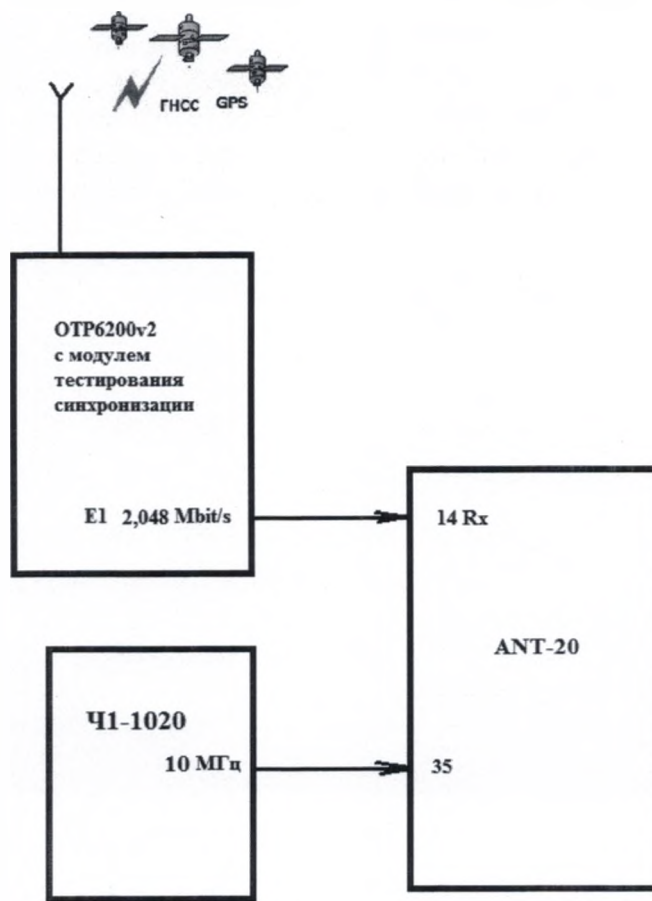 ГНСС GPS
ОТР6200v2
с модулем
тестирования
синхронизации
E1 2,048 Mbit/s
14 Rx
ANT-20
Ч1-1020
10 МГц
35